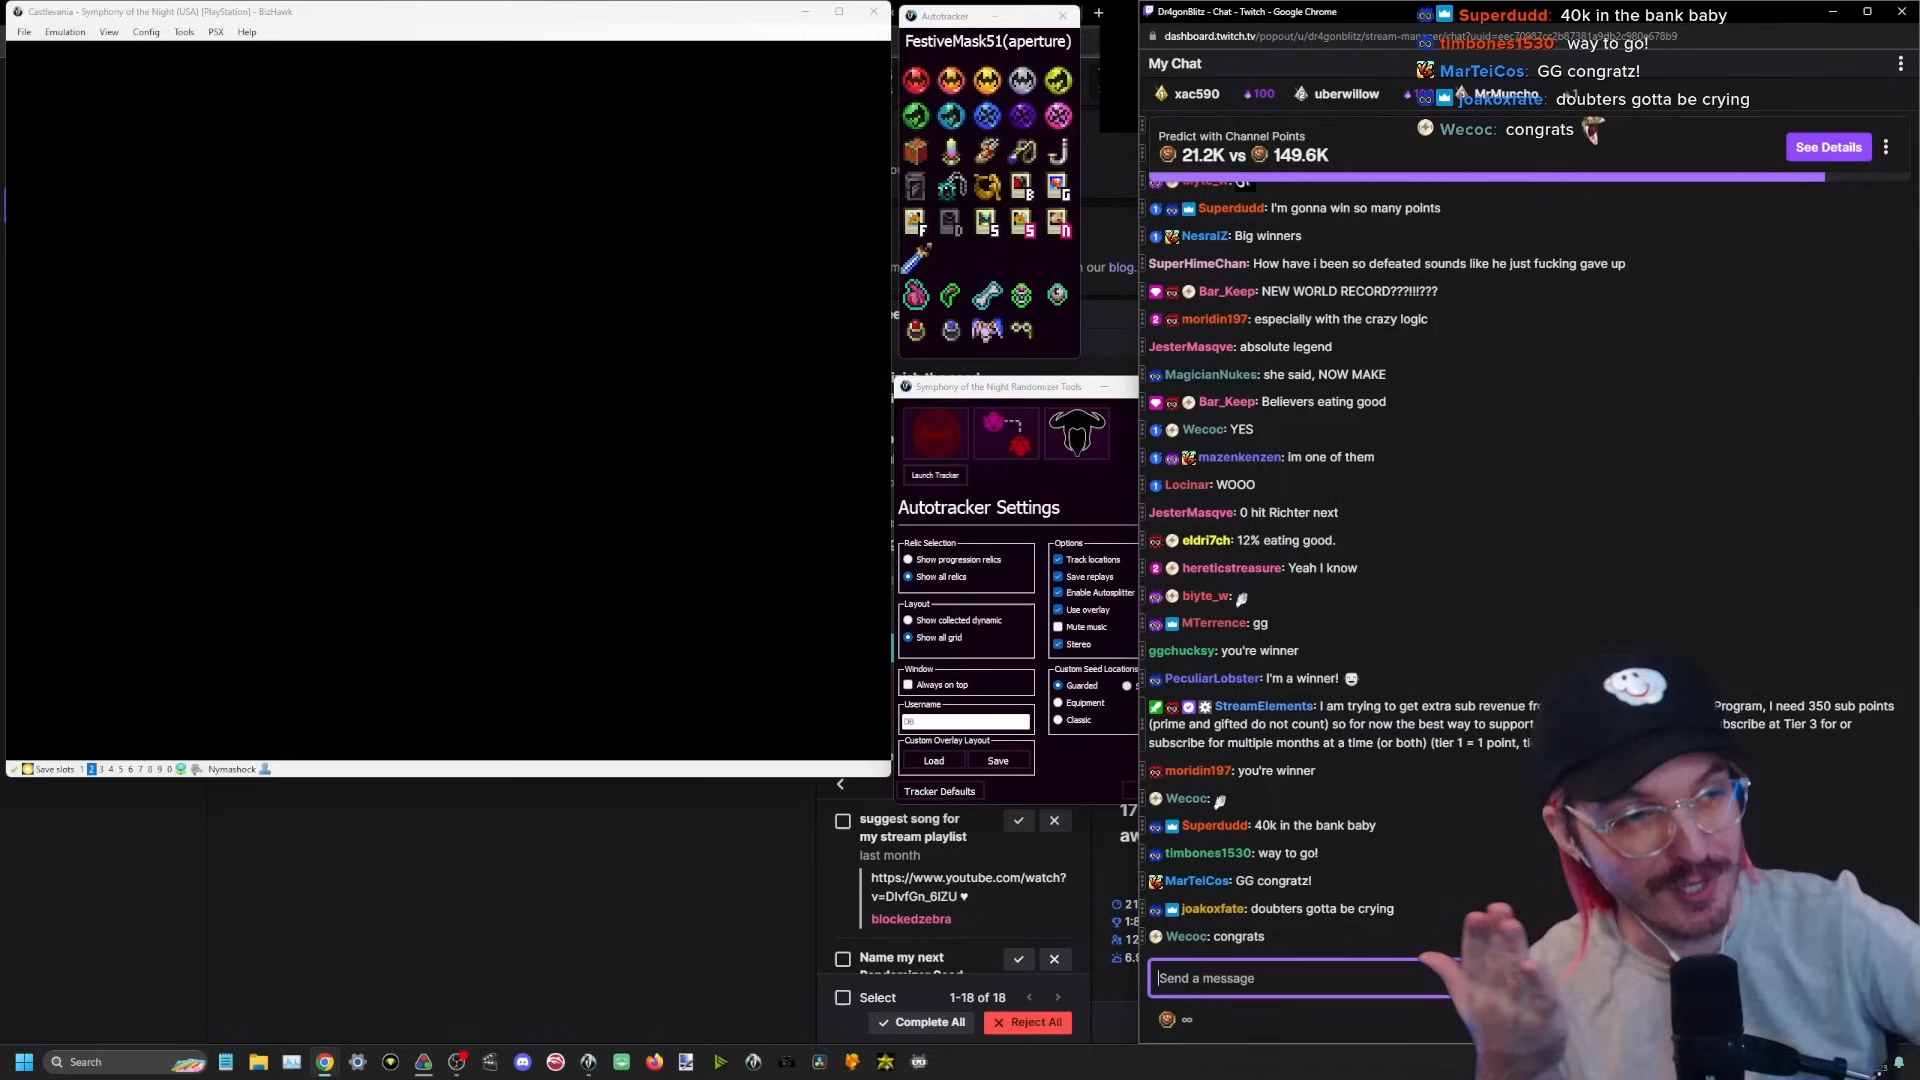 Castlevania - Symphony of the Night (USA) [PlayStation] - BizHawk
File Emulation View Config Tools PSX Help
Save slots 1 2 3 4 5 6 7 8 9 0 Nymashock
Autotracker
FestiveMask51(aperture)
B
G
F
D
S
S
N
n our blog.
Symphony of the Night Randomizer Tools
Launch Tracker
Autotracker Settings
Relic Selection
Show progression relics
Show all relics
Layout
Show collected dynamic
Show all grid
Window
Always on top
Username
DB
Custom Overlay Layout
Load Save
Tracker Defaults
Options
Track locations
Save replays
Enable Autosplitter
Use overlay
Mute music
Stereo
Custom Seed Locations
Guarded
Equipment
Classic
suggest song for
my stream playlist
last month
https://www.youtube.com/watch?
v=DIvfGn_6IZU ♥
blockedzebra
Name my next
Select 1-18 of 18
Complete All Reject All
Dr4gonBlitz - Chat - Twitch - Google Chrome
My Chat
xac590 100 uberwillow MrMuncho
Predict with Channel Points
21.2K vs 149.6K
See Details
Superdudd: 40k in the bank baby
timbones1530: way to go!
MarTeiCos: GG congratz!
joakoxfate: doubters gotta be crying
Wecoc: congrats
biyte_w:
Superdudd: I'm gonna win so many points
NesralZ: Big winners
SuperHimeChan: How have i been so defeated sounds like he just fucking gave up
Bar_Keep: NEW WORLD RECORD???!!!???
moridin197: especially with the crazy logic
JesterMasqve: absolute legend
MagicianNukes: she said, NOW MAKE
Bar_Keep: Believers eating good
Wecoc: YES
mazenkenzen: im one of them
Locinar: WOOO
JesterMasqve: 0 hit Richter next
eldri7ch: 12% eating good.
hereticstreasure: Yeah I know
biyte_w:
MTerrence: gg
ggchucksy: you're winner
PeculiarLobster: I'm a winner!
StreamElements: I am trying to get extra sub revenue Program, I need 350 sub points
(prime and gifted do not count) so for now the best way to support subscribe at Tier 3 for or
subscribe for multiple months at a time (or both) (tier 1 = 1 point,
moridin197: you're winner
Wecoc:
Superdudd: 40k in the bank baby
timbones1530: way to go!
MarTeiCos: GG congratz!
joakoxfate: doubters gotta be crying
Wecoc: congrats
Send a message
Search